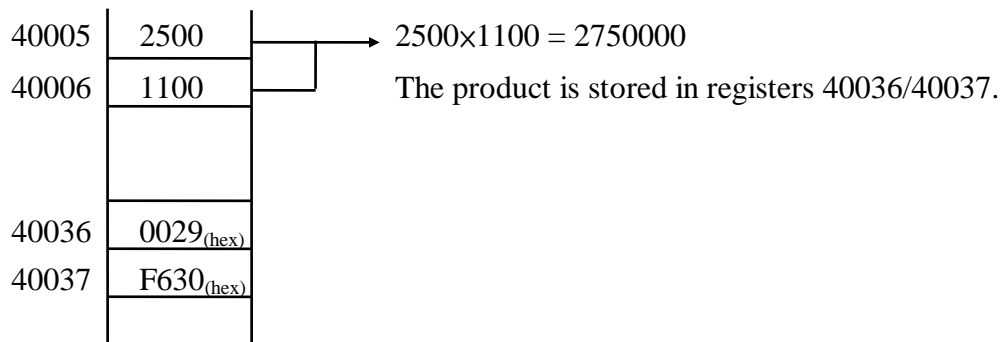 40005 2500 2500×1100 = 2750000
40006 1100 The product is stored in registers 40036/40037.
40036 0029(hex)
40037 F630(hex)